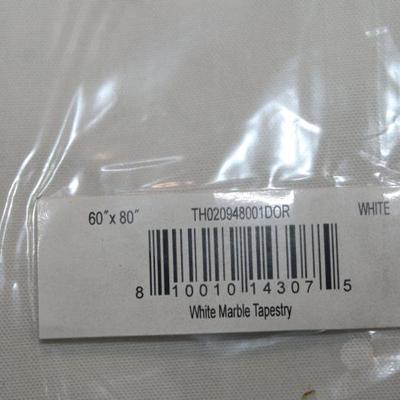 60"x 80" TH020948001DOR WHITE
8 10010 14307 5
White Marble Tapestry